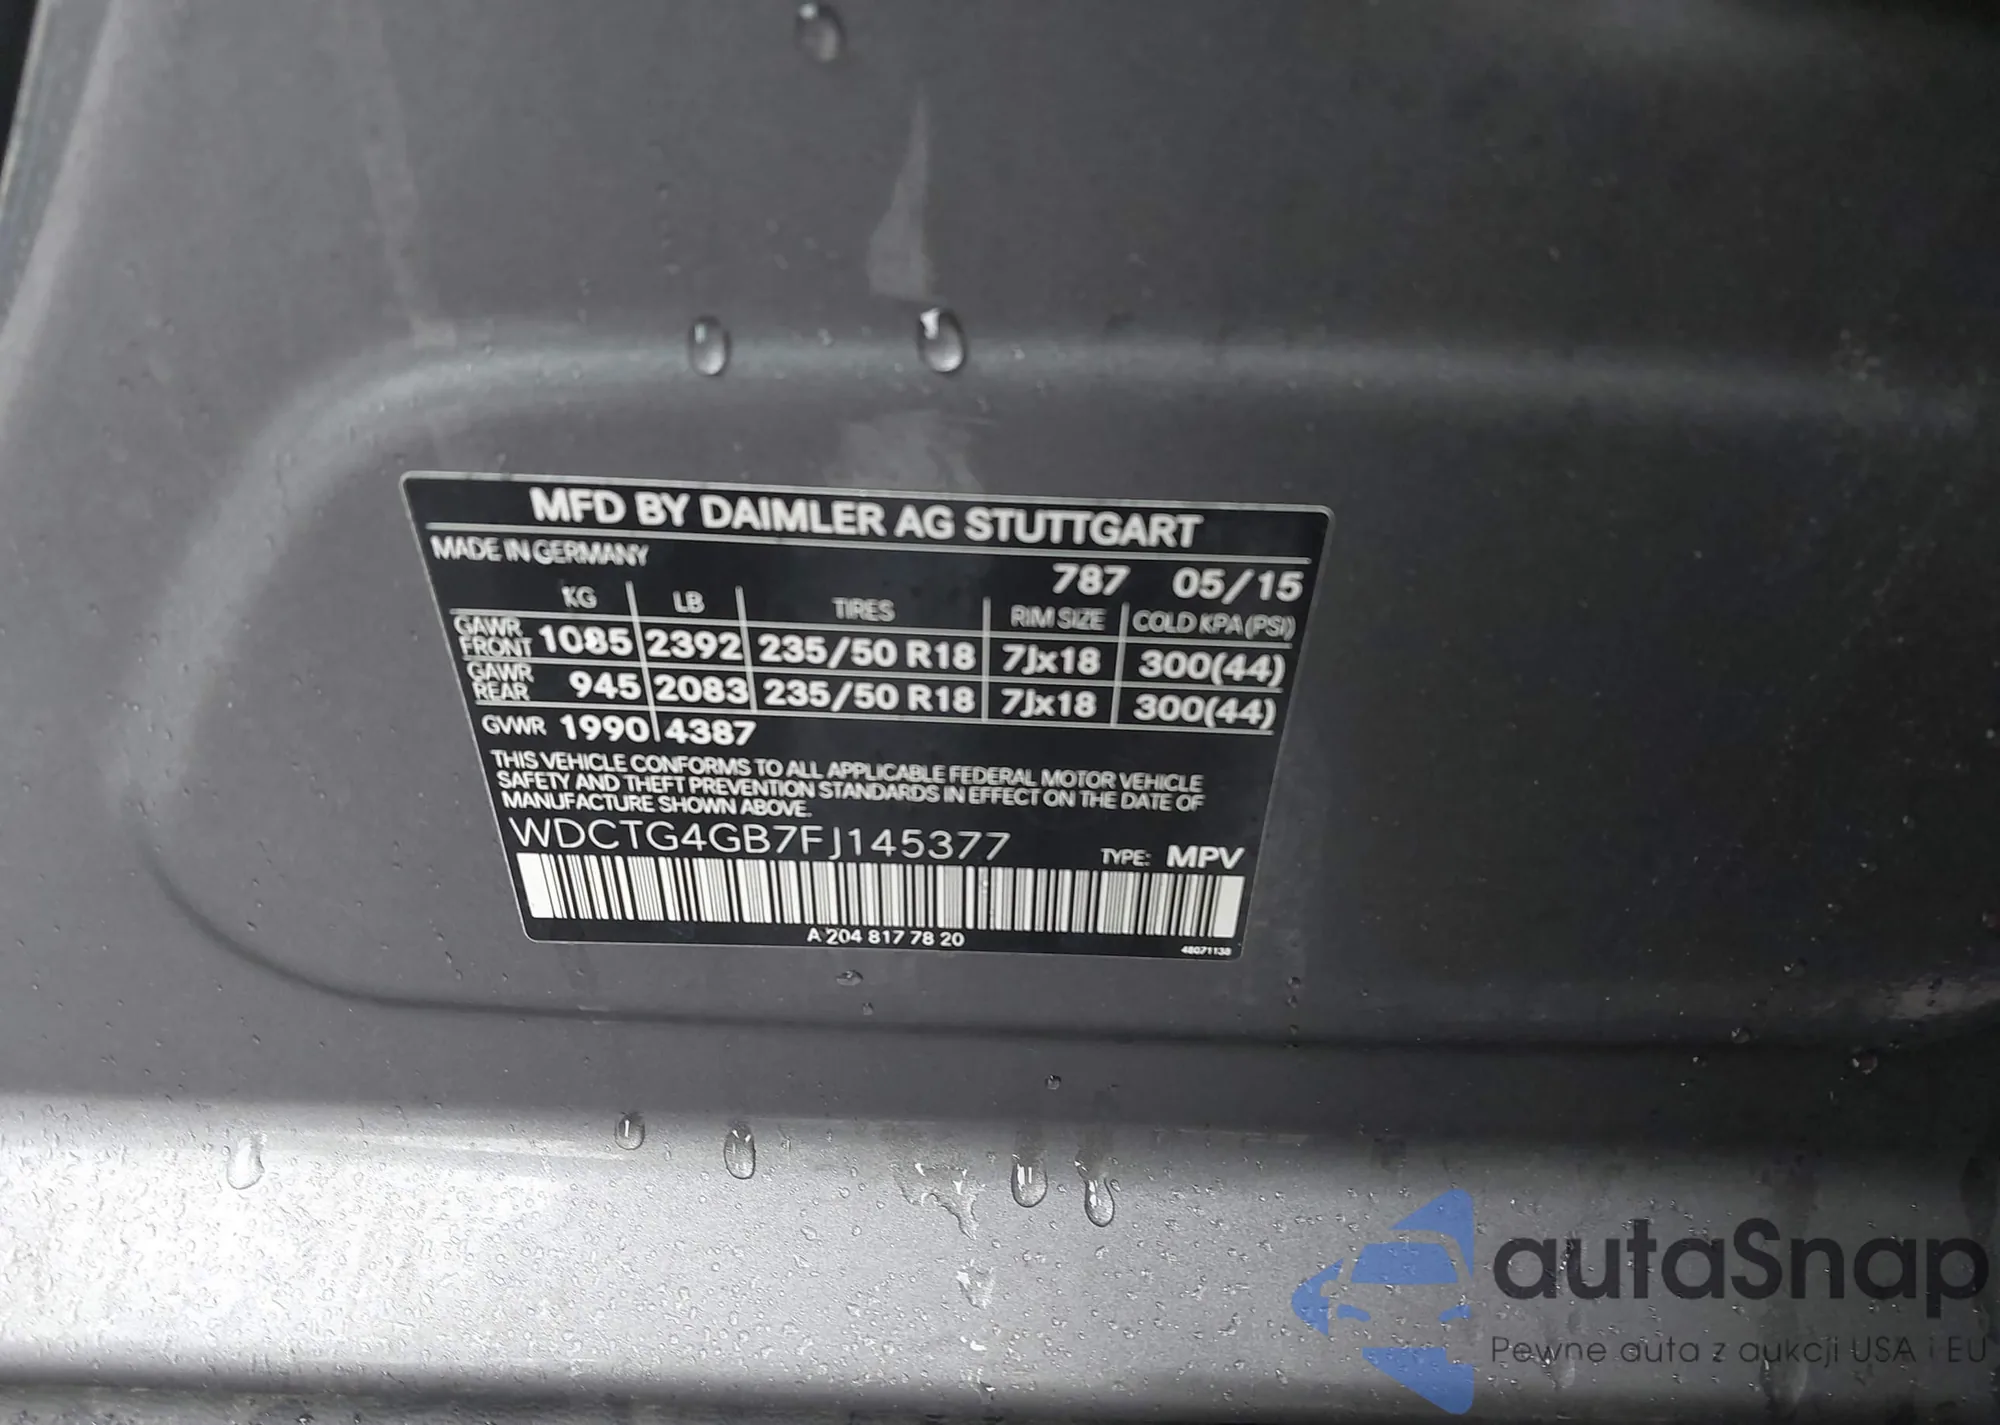 MFD BY DAIMLER AG STUTTGART
MADE IN GERMANY
787 05/15
KG LB TIRES RIM SIZE COLD KPA (PSI)
GAWR FRONT 1085 2392 235/50 R18 7Jx18 300(44)
GAWR REAR 945 2083 235/50 R18 7Jx18 300(44)
GVWR 1990 4387
THIS VEHICLE CONFORMS TO ALL APPLICABLE FEDERAL MOTOR VEHICLE
SAFETY AND THEFT PREVENTION STANDARDS IN EFFECT ON THE DATE OF
MANUFACTURE SHOWN ABOVE.
WDCTG4GB7FJ145377
TYPE: MPV
A 204 817 78 20
48071138
autaSnap
Pewne auta z aukcji USA i EU